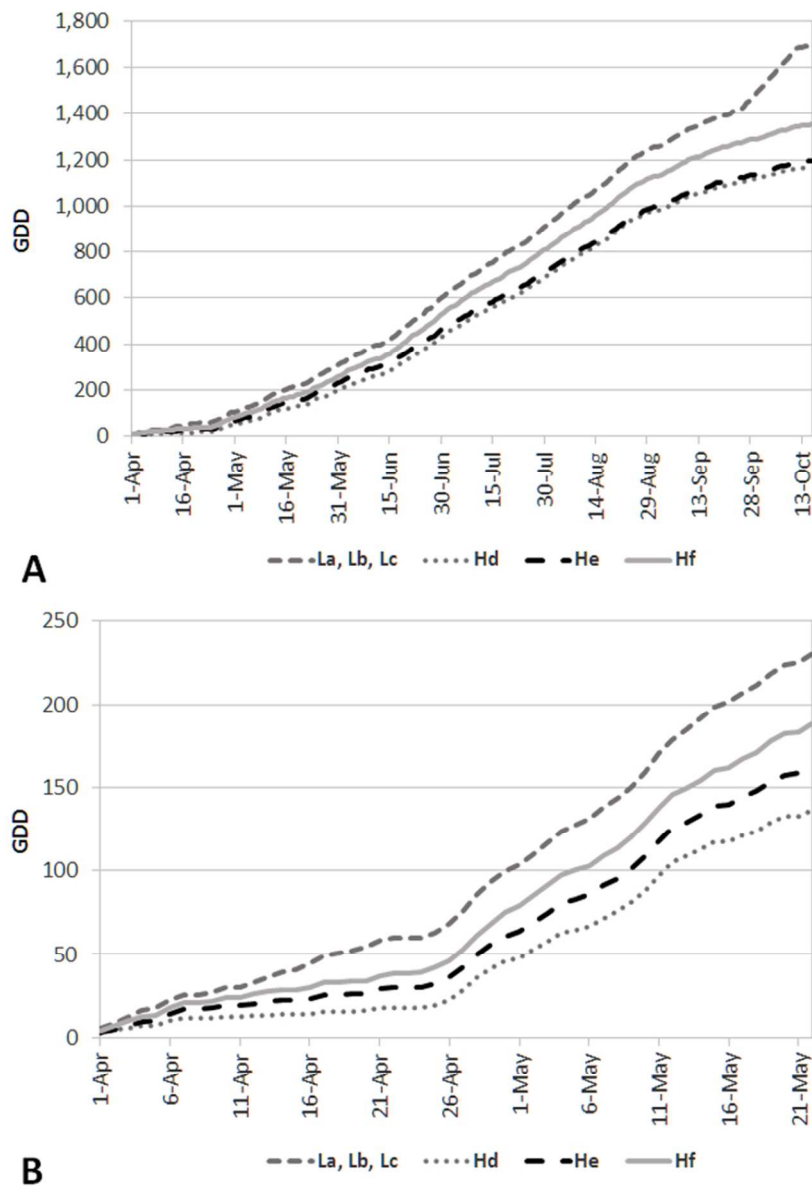 1,800
1,600
1,400
1,200
1,000
800
600
400
200
0
GDD
1-Apr
16-Apr
1-May
16-May
31-May
15-Jun
30-Jun
15-Jul
30-Jul
14-Aug
29-Aug
13-Sep
28-Sep
13-Oct
La, Lb, Lc Hd He Hf
A
250
200
150
100
50
0
GDD
1-Apr
6-Apr
11-Apr
16-Apr
21-Apr
26-Apr
1-May
6-May
11-May
16-May
21-May
La, Lb, Lc Hd He Hf
B